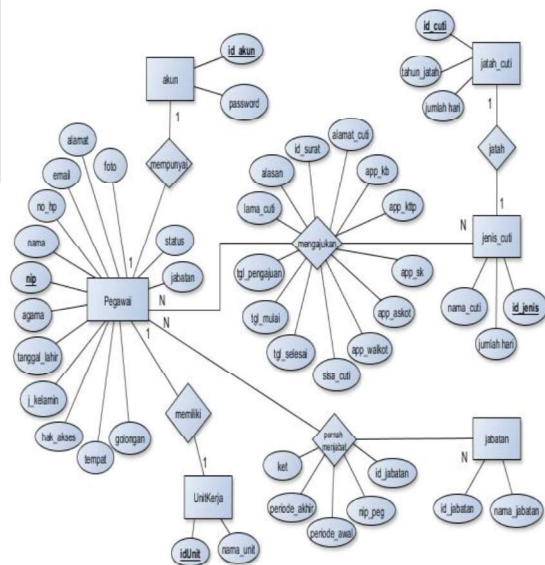 id_cuti
id_akun
akun
tahun_jatah
jatah_cuti
password
jumlah hari
1
1
alamat
foto
id_surat
alamat_cuti
email
mempunyai
alasan
app_kb
jatah
no_hp
lama_cuti
app_kttp
nama
status
mengajukan
1
N
jenis_cuti
nip
1
jabatan
tgl_pengajuan
app_sk
Pegawai
N
agama
1
N
tgl_mulai
app_askot
nama_cuti
id_jenis
tanggal_lahir
tgl_selesai
app_walkot
jumlah hari
j_kelamin
sisa_cuti
hak_akses
golongan
memiliki
tempat
pernah
menjabat
jabatan
ket
id_jabatan
N
1
periode_akhir
nip_peg
UnitKerja
periode_awal
id_jabatan
nama_jabatan
idUnit
nama_unit